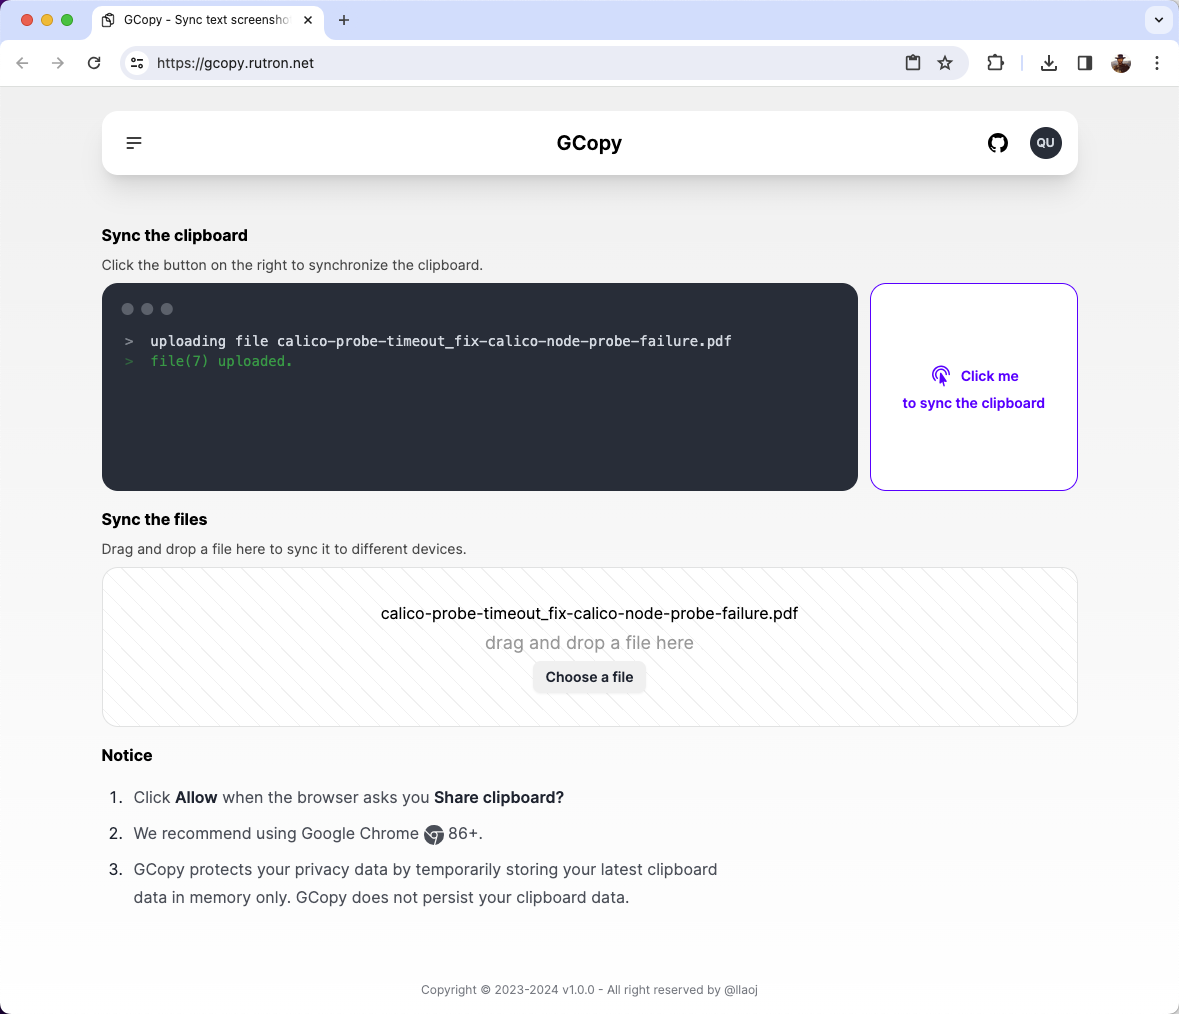 GCopy - Sync text screensho
https://gcopy.rutron.net
GCopy
QU
Sync the clipboard
Click the button on the right to synchronize the clipboard.
> uploading file calico-probe-timeout_fix-calico-node-probe-failure.pdf
> file(7) uploaded.
Click me
to sync the clipboard
Sync the files
Drag and drop a file here to sync it to different devices.
calico-probe-timeout_fix-calico-node-probe-failure.pdf
drag and drop a file here
Choose a file
Notice
1. Click Allow when the browser asks you Share clipboard?
2. We recommend using Google Chrome 86+.
3. GCopy protects your privacy data by temporarily storing your latest clipboard
data in memory only. GCopy does not persist your clipboard data.
Copyright © 2023-2024 v1.0.0 - All right reserved by @llaoj